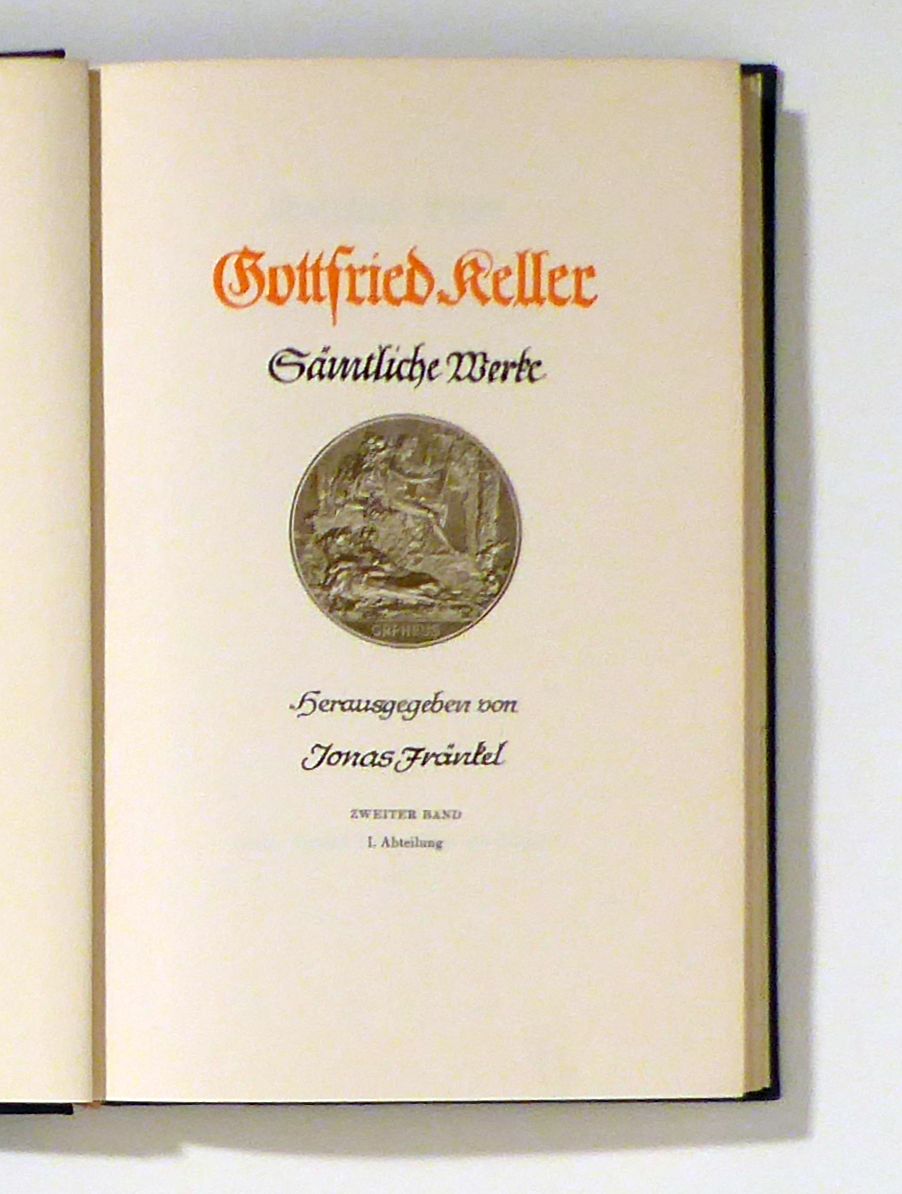 Gottfried Keller
Sämtliche Werke
ORPHEUS
Herausgegeben von
Jonas Fränkel
ZWEITER BAND
I. Abteilung